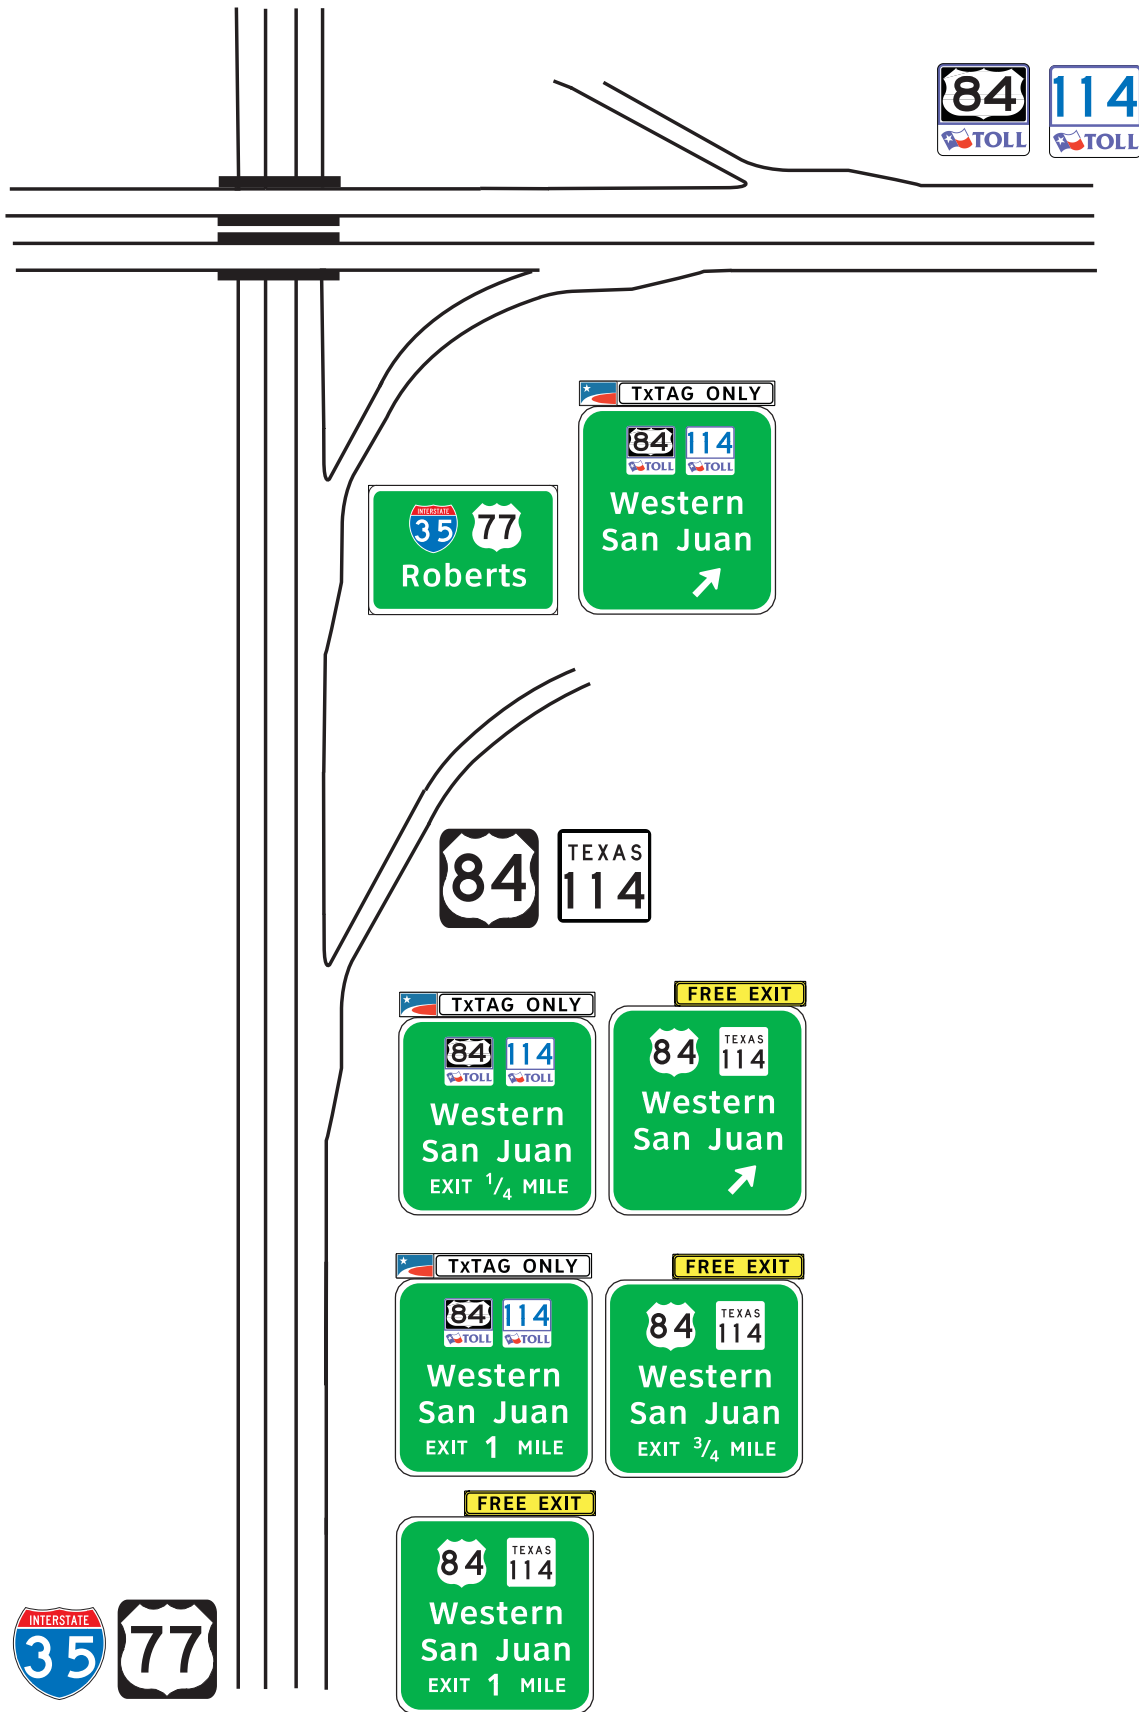 84
TOLL
114
TOLL
TxTAG ONLY
84
TOLL
114
TOLL
Western
San Juan
INTERSTATE
35
77
Roberts
84
TEXAS
114
TxTAG ONLY
84
TOLL
114
TOLL
Western
San Juan
EXIT 1/4 MILE
FREE EXIT
84
TEXAS
114
Western
San Juan
TxTAG ONLY
84
TOLL
114
TOLL
Western
San Juan
EXIT 1 MILE
FREE EXIT
84
TEXAS
114
Western
San Juan
EXIT 3/4 MILE
FREE EXIT
84
TEXAS
114
Western
San Juan
EXIT 1 MILE
INTERSTATE
35
77